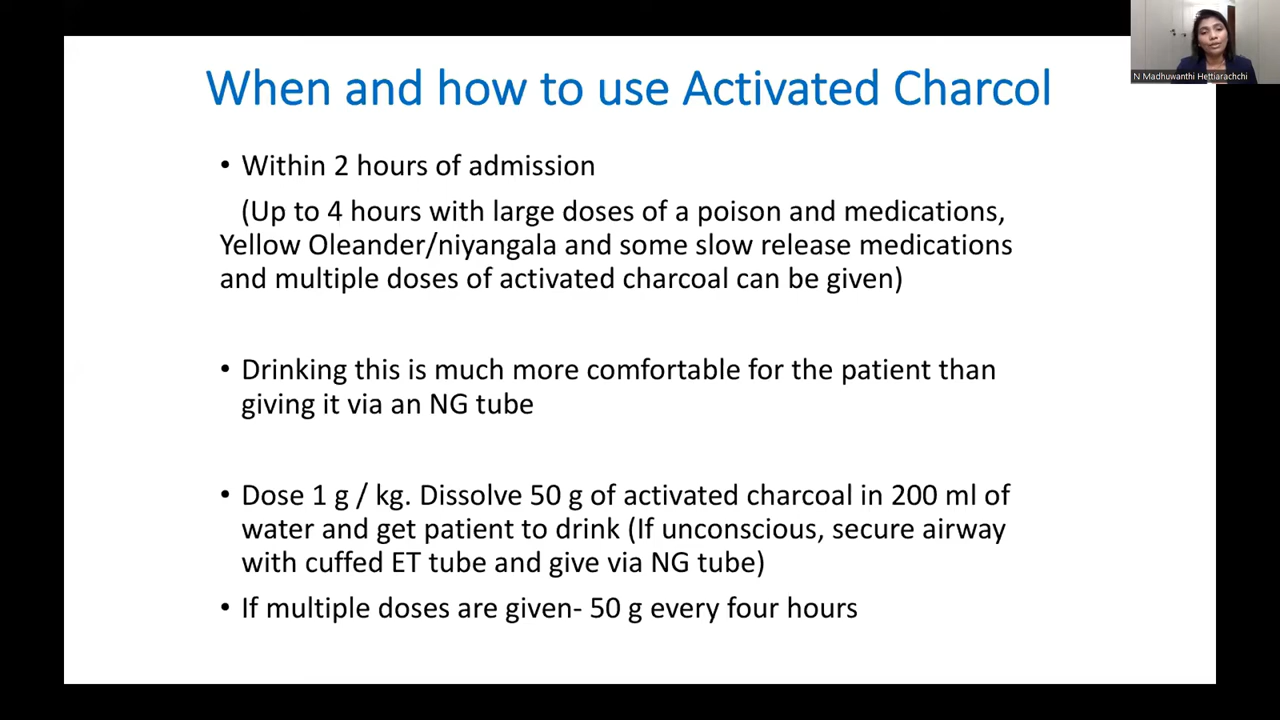 When and how to use Activated Charcol
N Madhuwanthi Hettiarachchi
• Within 2 hours of admission
(Up to 4 hours with large doses of a poison and medications,
Yellow Oleander/niyangala and some slow release medications
and multiple doses of activated charcoal can be given)
• Drinking this is much more comfortable for the patient than
giving it via an NG tube
• Dose 1 g / kg. Dissolve 50 g of activated charcoal in 200 ml of
water and get patient to drink (If unconscious, secure airway
with cuffed ET tube and give via NG tube)
• If multiple doses are given- 50 g every four hours